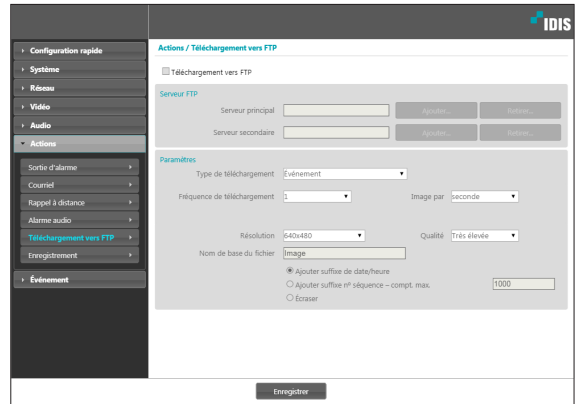 IDIS
Configuration rapide
Système
Réseau
Vidéo
Audio
Actions
Sortie d'alarme
Courriel
Rappel à distance
Alarme audio
Téléchargement vers FTP
Enregistrement
Événement
Actions / Téléchargement vers FTP
Téléchargement vers FTP
Serveur FTP
Serveur principal Ajouter... Retirer...
Serveur secondaire Ajouter... Retirer...
Paramètres
Type de téléchargement Evénement
Fréquence de téléchargement 1 Image par seconde
Résolution 640x480 Qualité Très élevée
Nom de base du fichier Image
Ajouter suffixe de date/heure
Ajouter suffixe nº séquence – compt. max. 1000
Écraser
Enregistrer